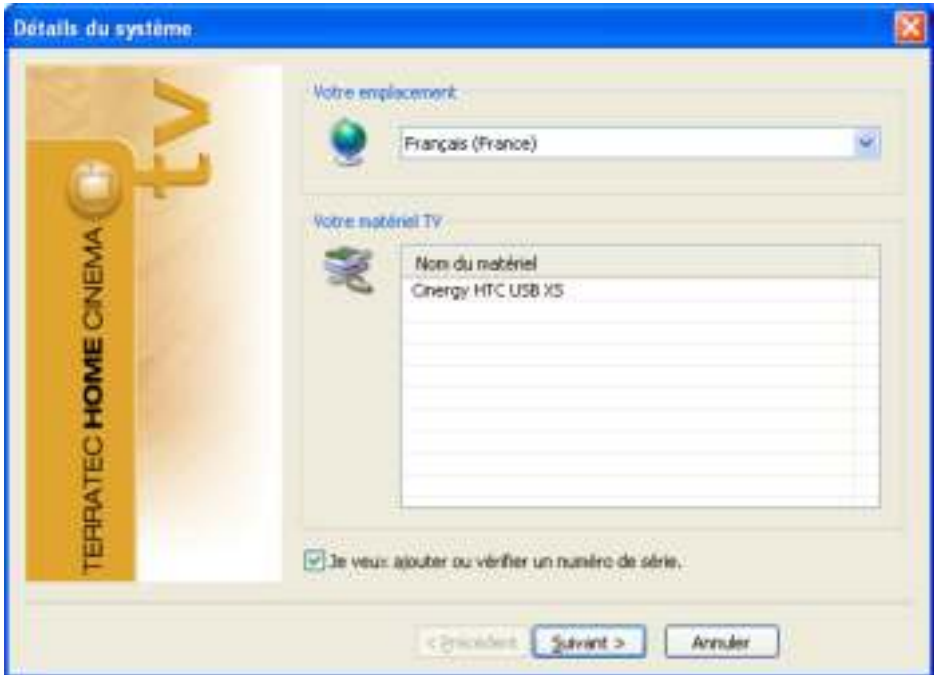 Détails du système
tv
TERRATEC HOME CINEMA
Votre emplacement
Français (France)
Votre matériel TV
Nom du matériel
Cinergy HTC USB XS
Je veux ajouter ou vérifier un numéro de série.
< Précédent
Suivant >
Annuler